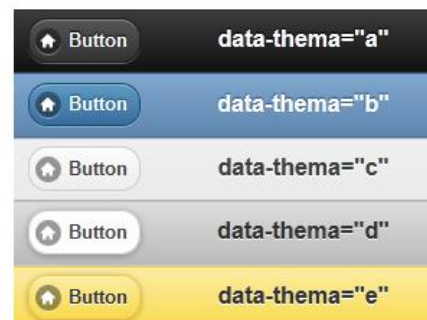 Button data-thema="a"
Button data-thema="b"
Button data-thema="c"
Button data-thema="d"
Button data-thema="e"